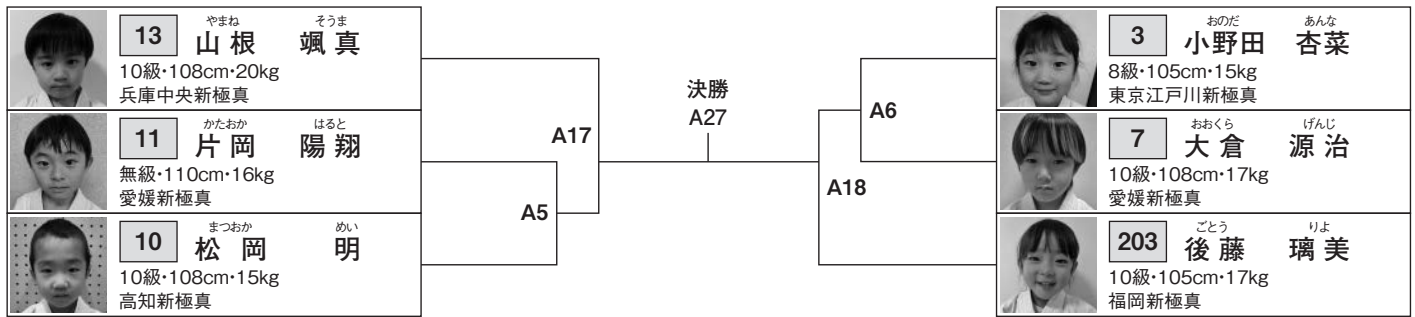 やまね そうま
13 山根 颯真
10級・108cm・20kg
兵庫中央新極真
かたおか はると
11 片岡 陽翔
無級・110cm・16kg
愛媛新極真
まつおか めい
10 松岡 明
10級・108cm・15kg
高知新極真
A17
A5
決勝
A27
A6
A18
おのだ あんな
3 小野田 杏菜
8級・105cm・15kg
東京江戸川新極真
おおくら げんじ
7 大倉 源治
10級・108cm・17kg
愛媛新極真
ごとう りよ
203 後藤 璃美
10級・105cm・17kg
福岡新極真